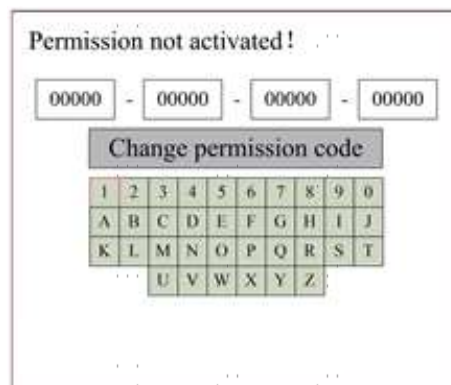 Permission not activated!
00000 - 00000 - 00000 - 00000
Change permission code
1 2 3 4 5 6 7 8 9 0
A B C D E F G H I J
K L M N O P Q R S T
U V W X Y Z